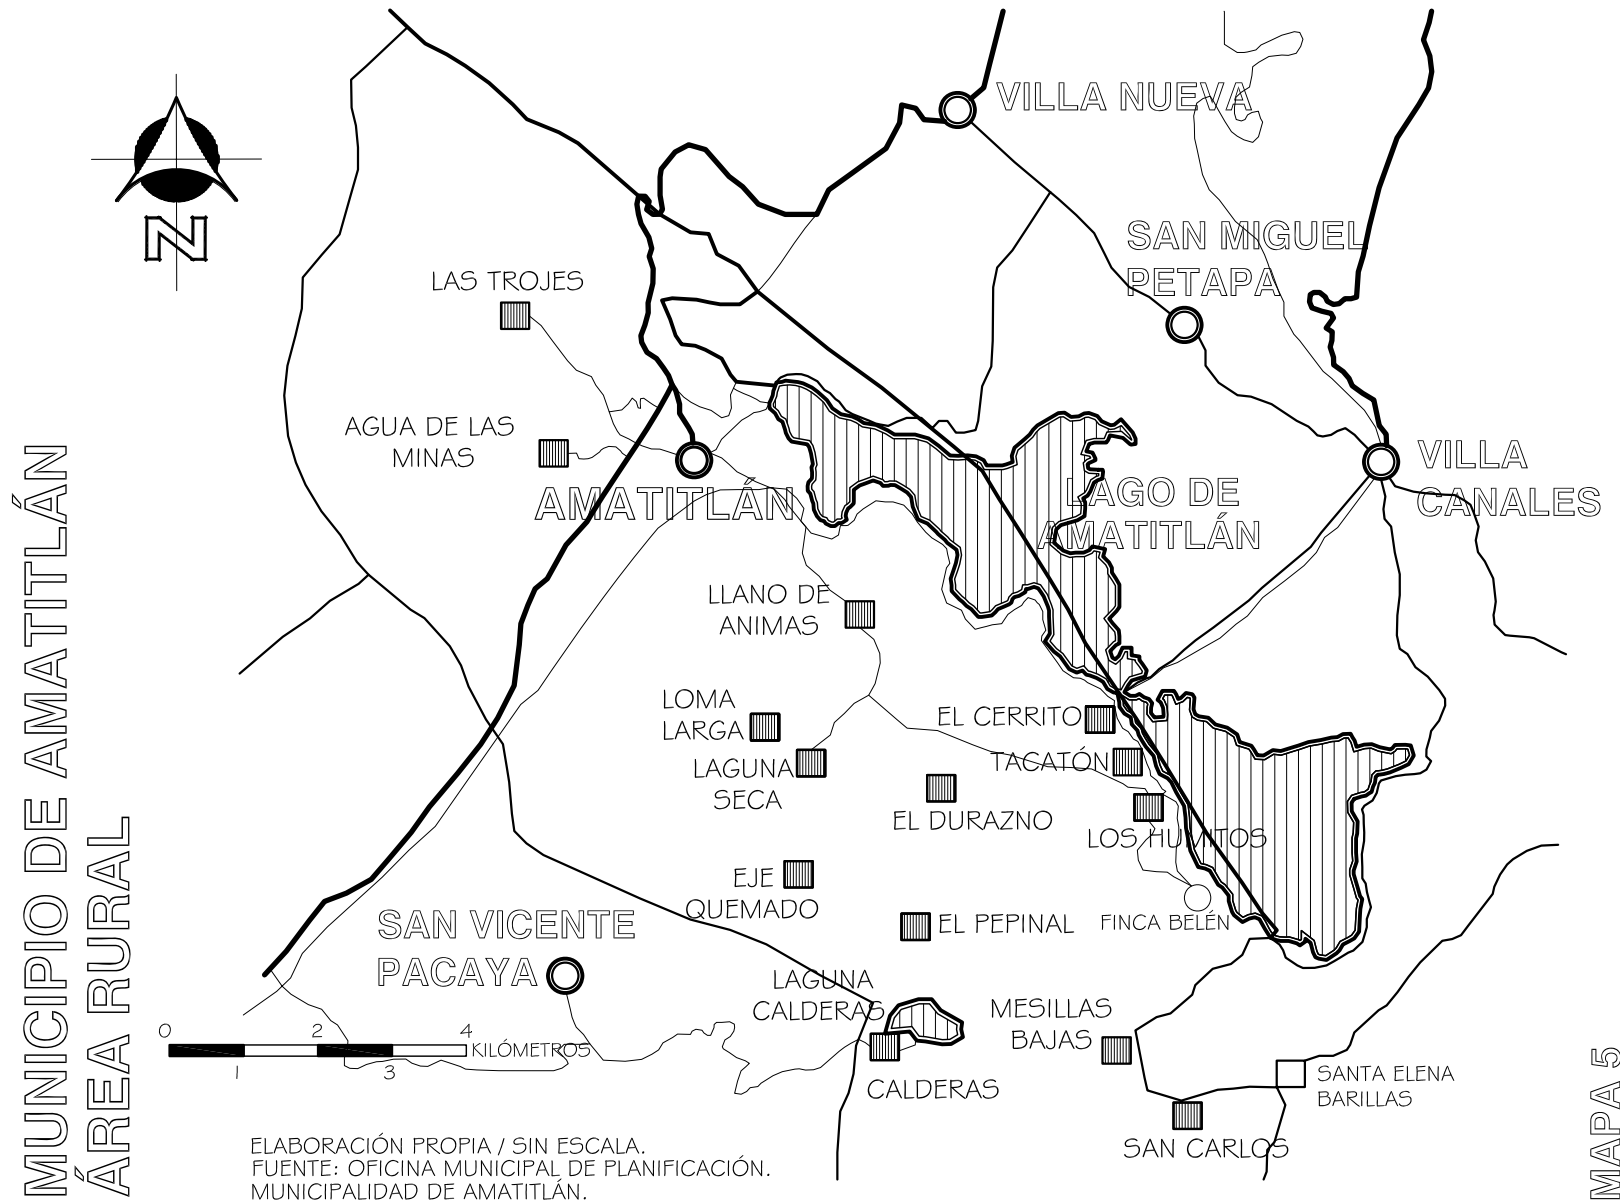 MUNICIPIO DE AMATITLÁN
ÁREA RURAL
N
VILLA NUEVA
SAN MIGUEL
PETAPA
LAS TROJES
AGUA DE LAS
MINAS
AMATITLÁN
LAGO DE
AMATITLÁN
VILLA
CANALES
LLANO DE
ANIMAS
LOMA
LARGA
LAGUNA
SECA
EL CERRITO
TACATÓN
EL DURAZNO
LOS HUMITOS
EJE
QUEMADO
EL PEPINAL
FINCA BELÉN
SAN VICENTE
PACAYA
LAGUNA
CALDERAS
MESILLAS
BAJAS
CALDERAS
SANTA ELENA
BARILLAS
SAN CARLOS
0 2 4
KILÓMETROS
1 3
ELABORACIÓN PROPIA / SIN ESCALA.
FUENTE: OFICINA MUNICIPAL DE PLANIFICACIÓN.
MUNICIPALIDAD DE AMATITLÁN.
MAPA 5